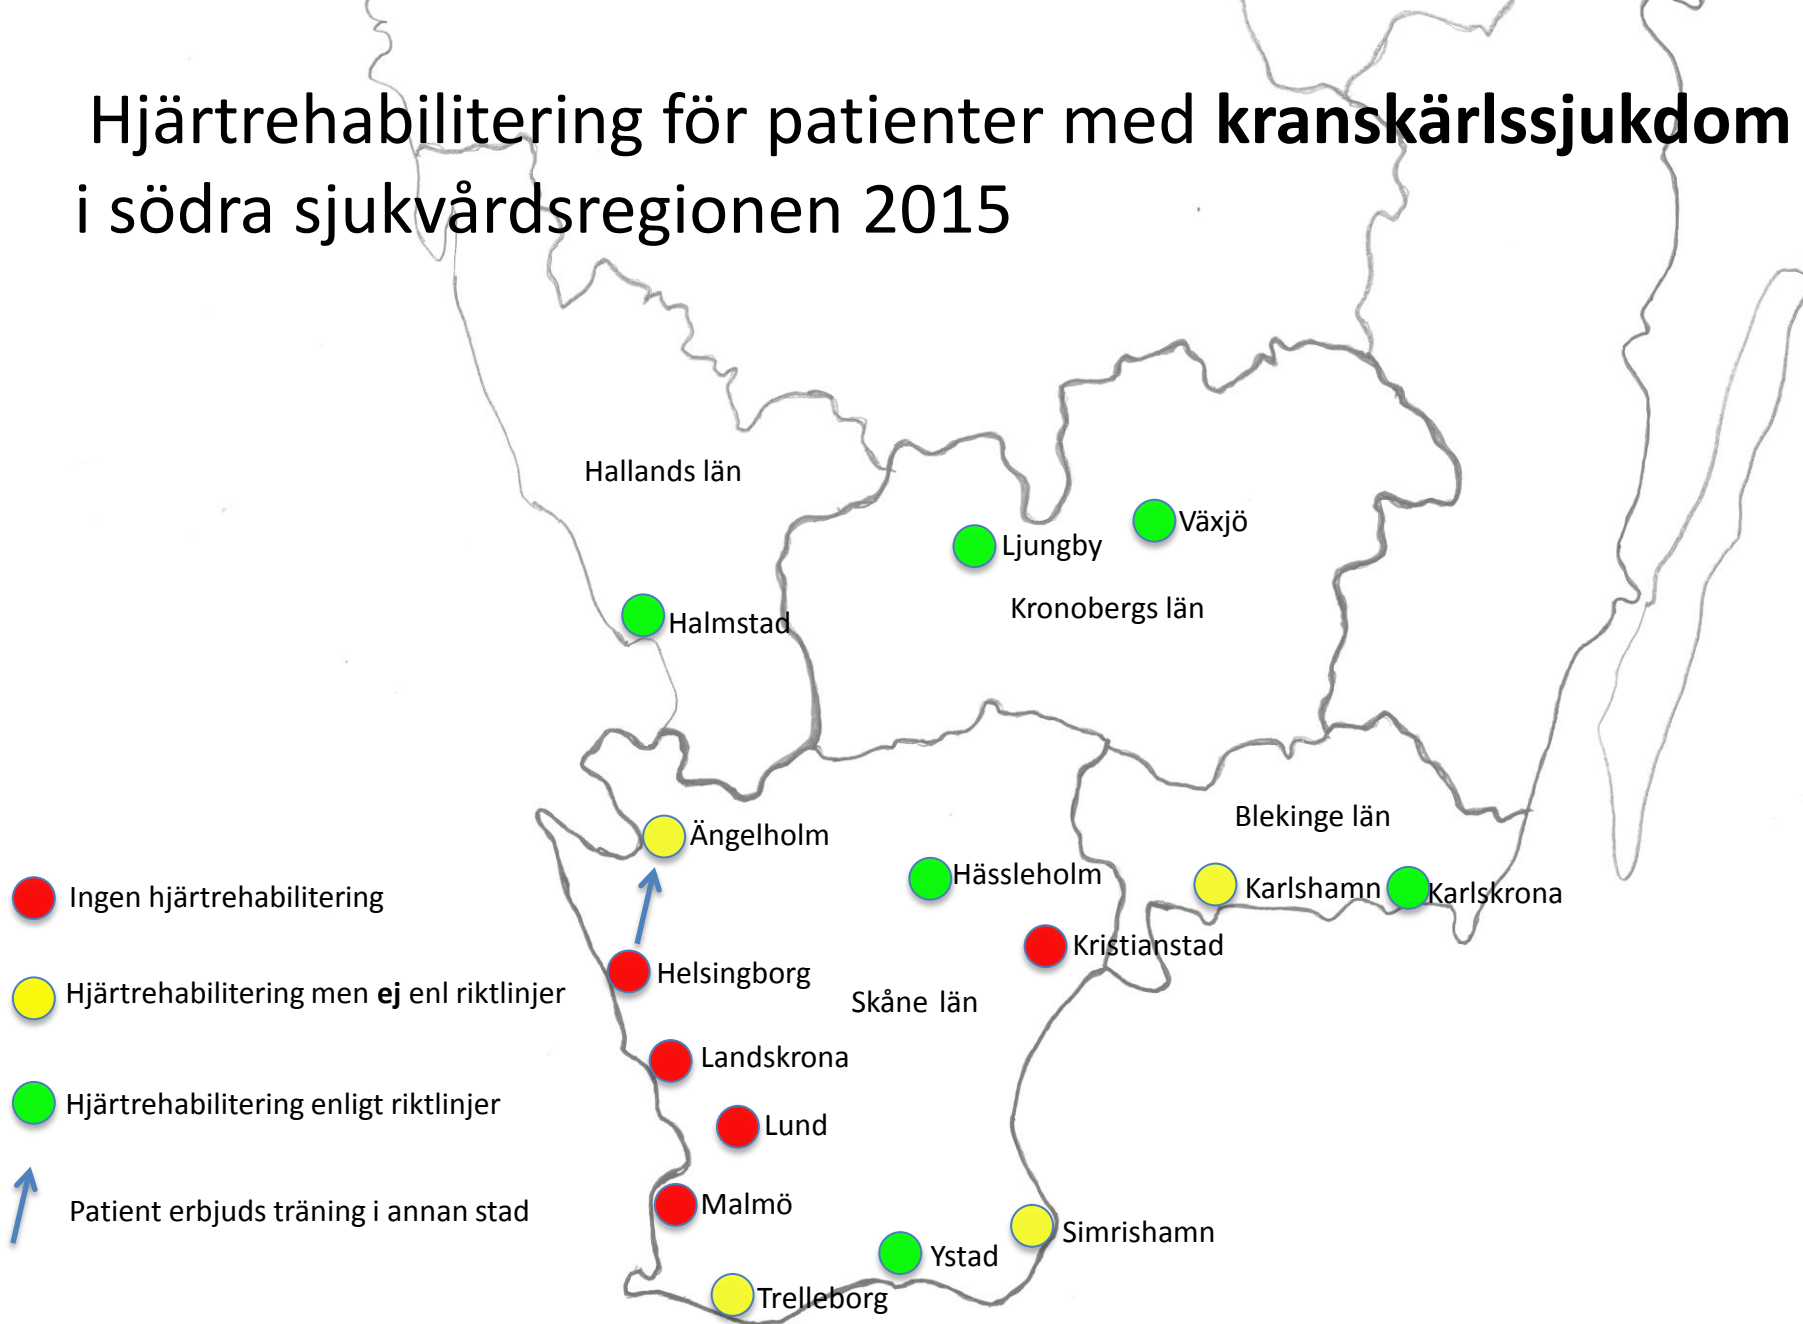 Hjärtrehabilitering för patienter med kranskärlssjukdom
i södra sjukvårdsregionen 2015
Hallands län
Växjö
Ljungby
Kronobergs län
Halmstad
Blekinge län
Ängelholm
Hässleholm
Karlshamn
Karlskrona
Ingen hjärtrehabilitering
Kristianstad
Helsingborg
Hjärtrehabilitering men ej enl riktlinjer
Skåne län
Landskrona
Hjärtrehabilitering enligt riktlinjer
Lund
Malmö
Patient erbjuds träning i annan stad
Simrishamn
Ystad
Trelleborg